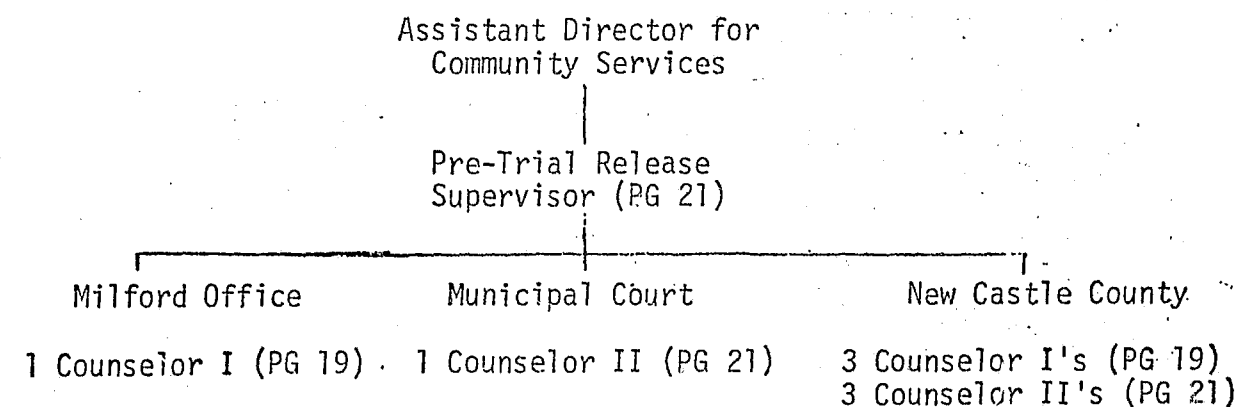 Assistant Director for
Community Services
Pre-Trial Release
Supervisor (PG 21)
Milford Office
Municipal Court
New Castle County
1 Counselor I (PG 19)
1 Counselor II (PG 21)
3 Counselor I's (PG 19)
3 Counselor II's (PG 21)